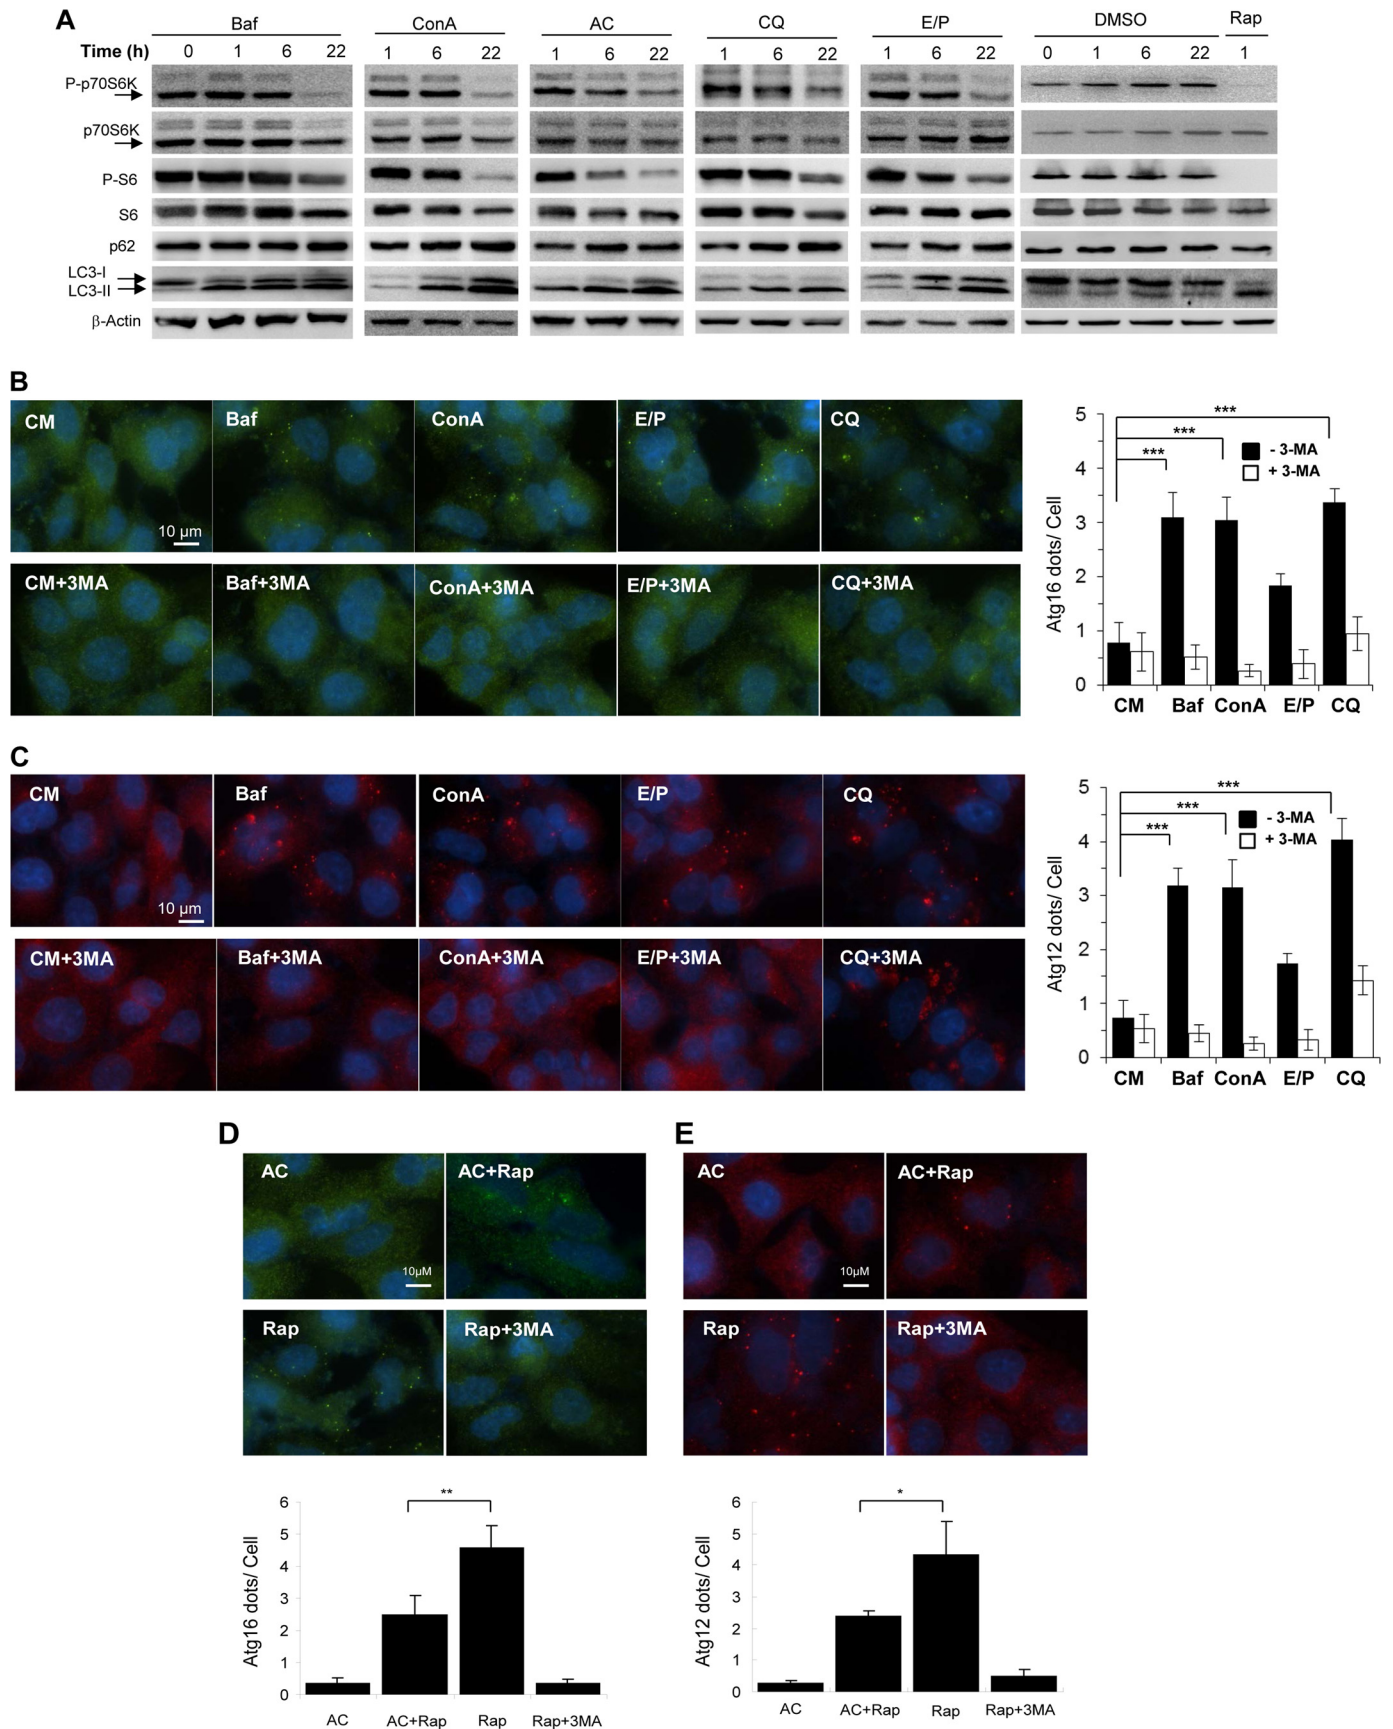 A
Baf ConA AC CQ E/P DMSO Rap
Time (h) 0 1 6 22 1 6 22 1 6 22 1 6 22 1 6 22 0 1 6 22 1
P-p70S6K
p70S6K
P-S6
S6
p62
LC3-I
LC3-II
β-Actin
B
CM Baf ConA E/P CQ
10 µm
CM+3MA Baf+3MA ConA+3MA E/P+3MA CQ+3MA
Atg16 dots/ Cell
5
4
3
2
1
0
***
***
***
- 3-MA
+ 3-MA
CM Baf ConA E/P CQ
C
CM Baf ConA E/P CQ
10 µm
CM+3MA Baf+3MA ConA+3MA E/P+3MA CQ+3MA
Atg12 dots/ Cell
5
4
3
2
1
0
***
***
***
- 3-MA
+ 3-MA
CM Baf ConA E/P CQ
D
AC AC+Rap
10µM
Rap Rap+3MA
Atg16 dots/ Cell
6
5
4
3
2
1
0
**
AC AC+Rap Rap Rap+3MA
E
AC AC+Rap
10µM
Rap Rap+3MA
Atg12 dots/ Cell
6
5
4
3
2
1
0
*
AC AC+Rap Rap Rap+3MA